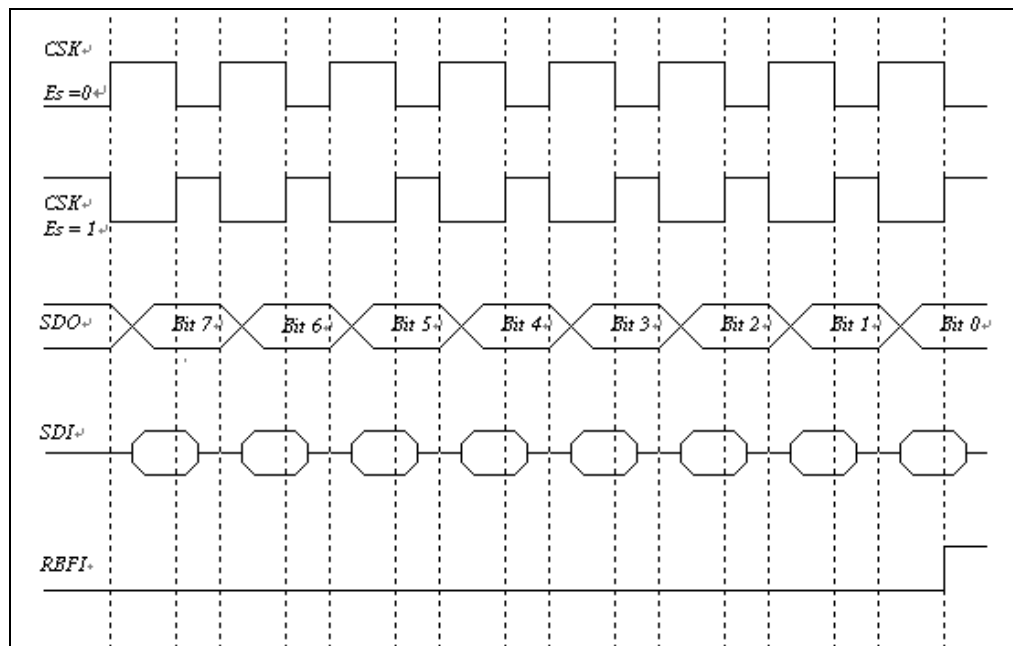 CSK↵
Es =0↵
CSK↵
Es = 1↵
SDO↵ Bit 7↵ Bit 6↵ Bit 5↵ Bit 4↵ Bit 3↵ Bit 2↵ Bit 1↵ Bit 0↵
SDI↵
RBFI↵